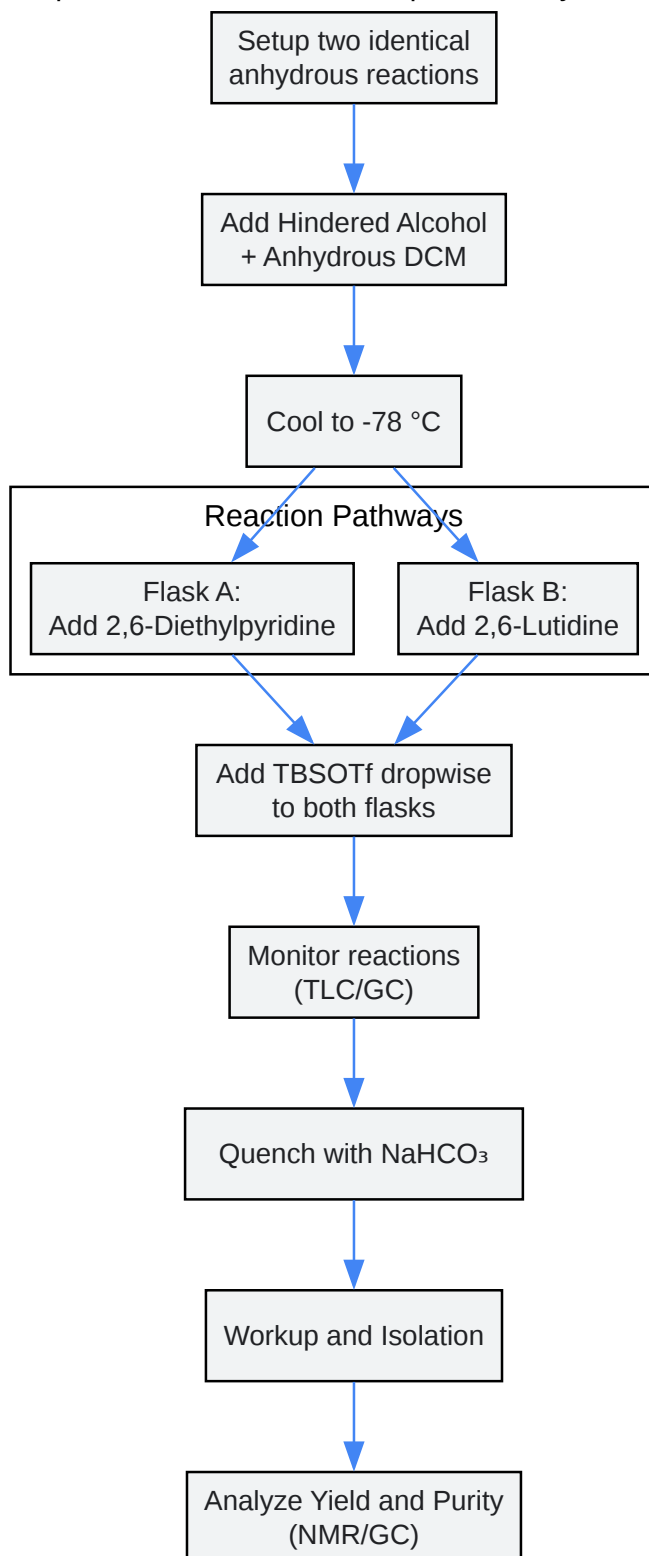 Setup two identical
anhydrous reactions
Add Hindered Alcohol
+ Anhydrous DCM
Cool to -78 °C
Reaction Pathways
Flask A:
Add 2,6-Diethylpyridine
Flask B:
Add 2,6-Lutidine
Add TBSOTf dropwise
to both flasks
Monitor reactions
(TLC/GC)
Quench with NaHCO₃
Workup and Isolation
Analyze Yield and Purity
(NMR/GC)